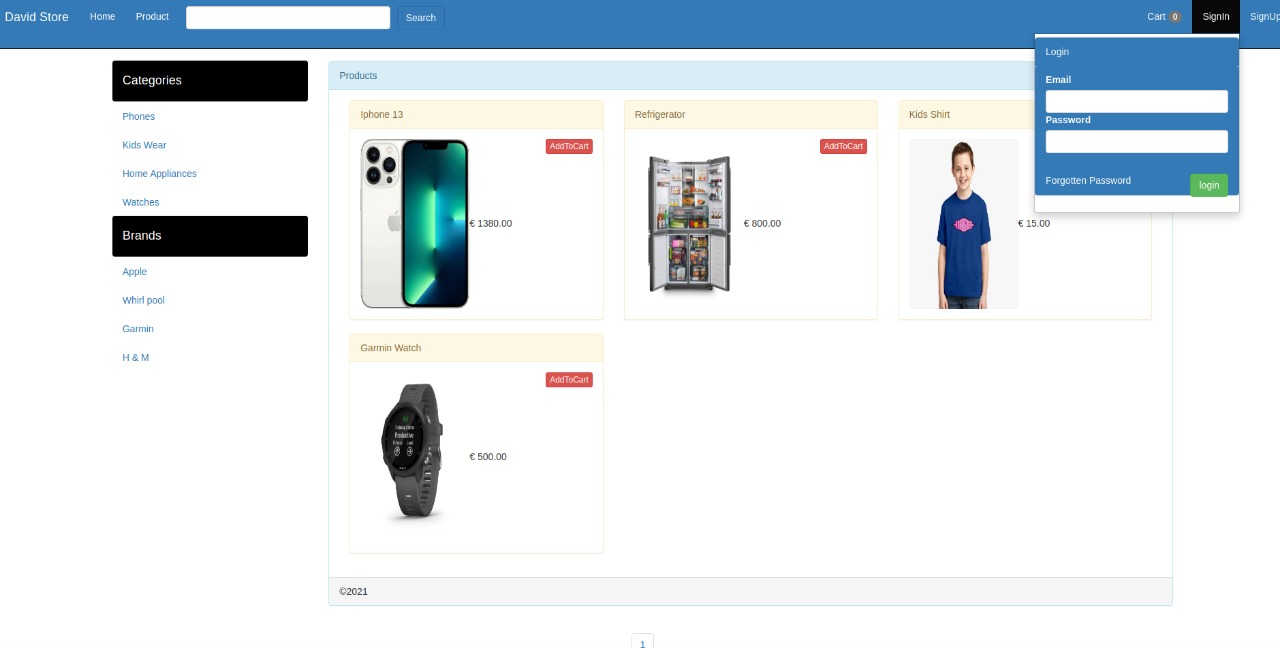 David Store Home Product Search Cart 0 SignIn SignUp
Login
Email
Password
Forgotten Password login
Categories
Phones
Kids Wear
Home Appliances
Watches
Brands
Apple
Whirl pool
Garmin
H & M
Products
Iphone 13
AddToCart
€ 1380.00
Refrigerator
AddToCart
€ 800.00
Kids Shirt
€ 15.00
Garmin Watch
AddToCart
Productive
€ 500.00
©2021
1